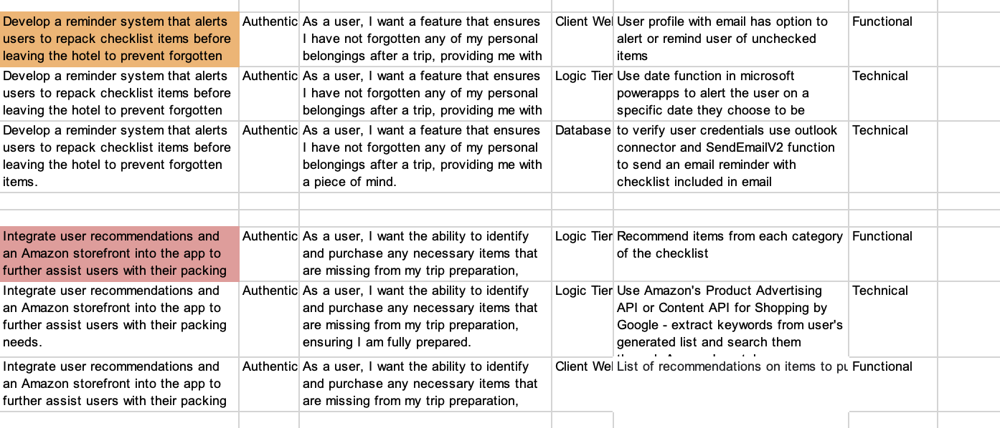 Develop a reminder system that alerts
users to repack checklist items before
leaving the hotel to prevent forgotten
Authentic
As a user, I want a feature that ensures
I have not forgotten any of my personal
belongings after a trip, providing me with
Client Wel
User profile with email has option to
alert or remind user of unchecked
items
Functional
Develop a reminder system that alerts
users to repack checklist items before
leaving the hotel to prevent forgotten
Authentic
As a user, I want a feature that ensures
I have not forgotten any of my personal
belongings after a trip, providing me with
Logic Tier
Use date function in microsoft
powerapps to alert the user on a
specific date they choose to be
Technical
Develop a reminder system that alerts
users to repack checklist items before
leaving the hotel to prevent forgotten
items.
Authentic
As a user, I want a feature that ensures
I have not forgotten any of my personal
belongings after a trip, providing me with
a piece of mind.
Database
to verify user credentials use outlook
connector and SendEmailV2 function
to send an email reminder with
checklist included in email
Technical
Integrate user recommendations and
an Amazon storefront into the app to
further assist users with their packing
Authentic
As a user, I want the ability to identify
and purchase any necessary items that
are missing from my trip preparation,
Logic Tier
Recommend items from each category
of the checklist
Functional
Integrate user recommendations and
an Amazon storefront into the app to
further assist users with their packing
needs.
Authentic
As a user, I want the ability to identify
and purchase any necessary items that
are missing from my trip preparation,
ensuring I am fully prepared.
Logic Tier
Use Amazon's Product Advertising
API or Content API for Shopping by
Google - extract keywords from user's
generated list and search them
Technical
Integrate user recommendations and
an Amazon storefront into the app to
further assist users with their packing
Authentic
As a user, I want the ability to identify
and purchase any necessary items that
are missing from my trip preparation,
Client Wel
List of recommendations on items to pu
Functional